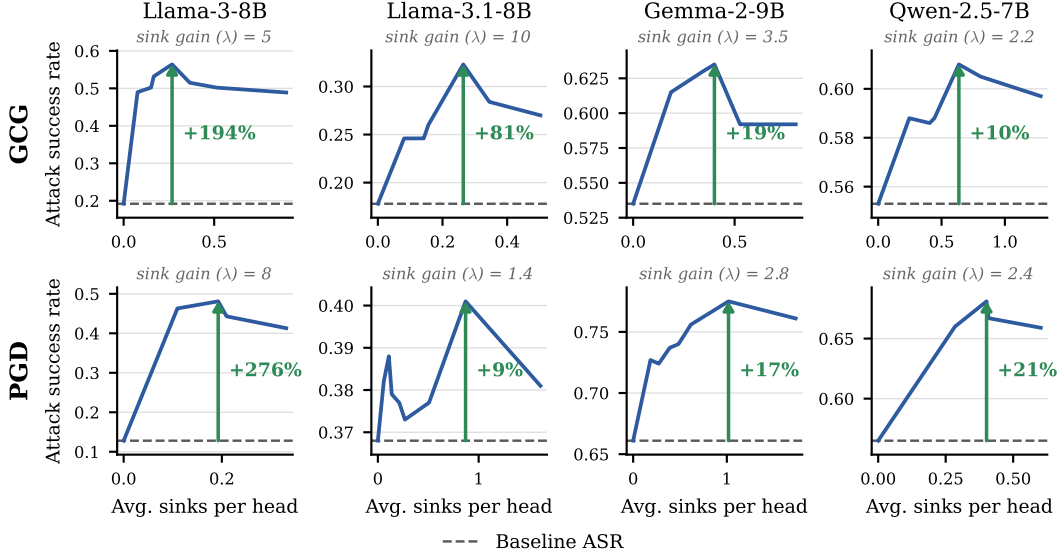 Llama-3-8B
Llama-3.1-8B
Gemma-2-9B
Qwen-2.5-7B
sink gain (λ) = 5
sink gain (λ) = 10
sink gain (λ) = 3.5
sink gain (λ) = 2.2
GCG
Attack success rate
0.6
0.5
0.4
0.3
0.2
+194%
0.0
0.5
0.30
0.25
0.20
+81%
0.0
0.2
0.4
0.625
0.600
0.575
0.550
0.525
+19%
0.0
0.5
0.60
0.58
0.56
+10%
0.0
0.5
1.0
sink gain (λ) = 8
sink gain (λ) = 1.4
sink gain (λ) = 2.8
sink gain (λ) = 2.4
PGD
Attack success rate
0.5
0.4
0.3
0.2
0.1
+276%
0.0
0.2
Avg. sinks per head
0.40
0.39
0.38
0.37
+9%
0
1
Avg. sinks per head
0.75
0.70
0.65
+17%
0
1
Avg. sinks per head
0.65
0.60
+21%
0.00
0.25
0.50
Avg. sinks per head
Baseline ASR